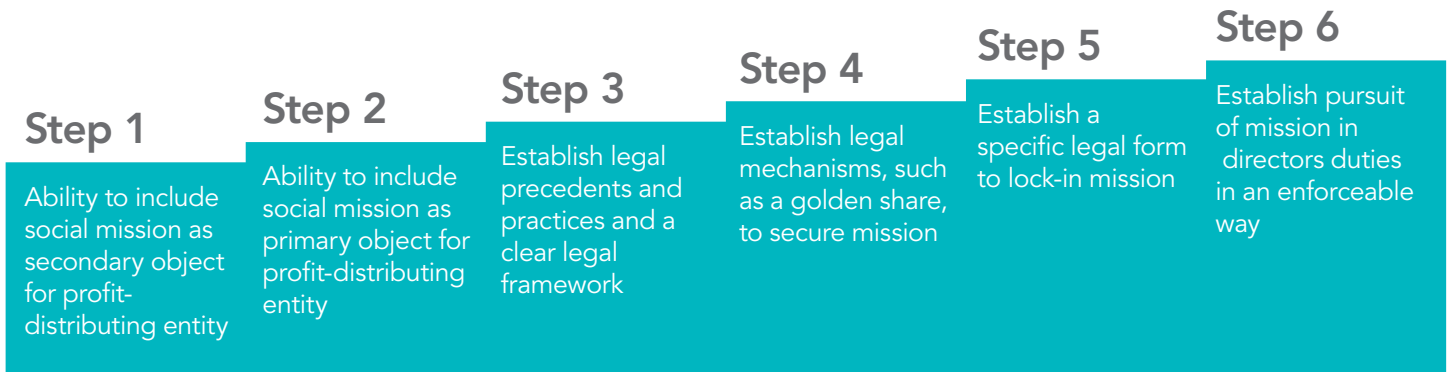 Step 1
Ability to include
social mission as
secondary object
for profit-
distributing entity
Step 2
Ability to include
social mission as
primary object for
profit-distributing
entity
Step 3
Establish legal
precedents and
practices and a
clear legal
framework
Step 4
Establish legal
mechanisms, such
as a golden share,
to secure mission
Step 5
Establish a
specific legal form
to lock-in mission
Step 6
Establish pursuit
of mission in
directors duties
in an enforceable
way